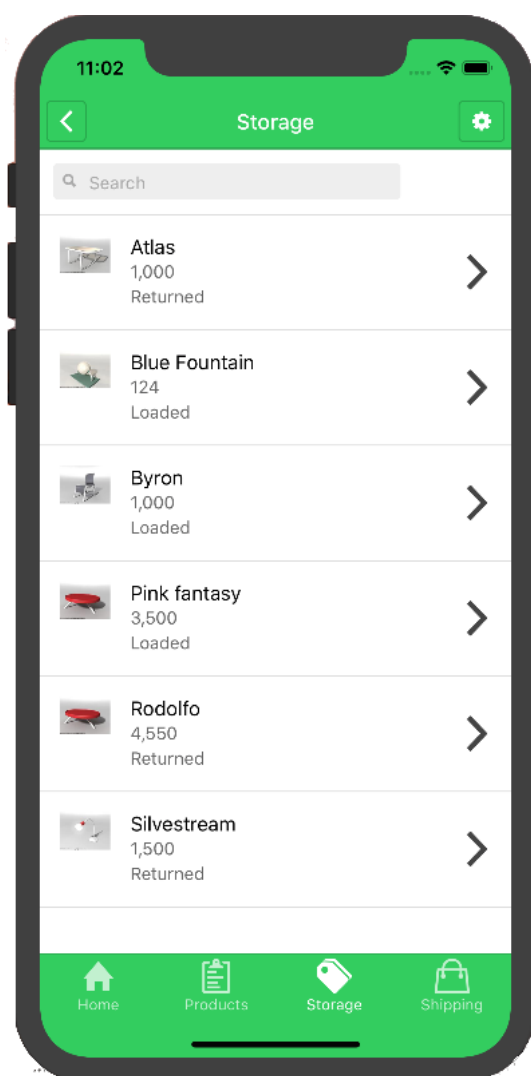 11:02
Storage
Search
Atlas
1,000
Returned
Blue Fountain
124
Loaded
Byron
1,000
Loaded
Pink fantasy
3,500
Loaded
Rodolfo
4,550
Returned
Silvestream
1,500
Returned
Home Products Storage Shipping